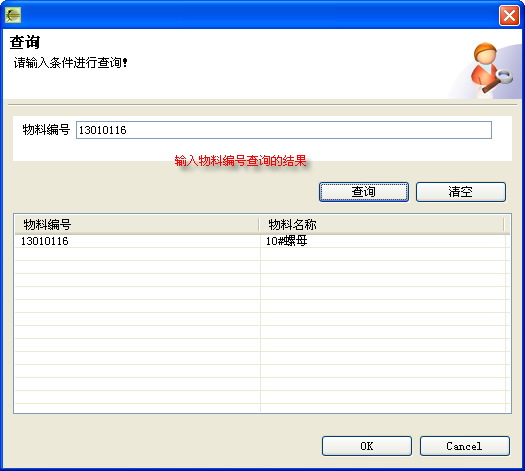 查询
请输入条件进行查询!
物料编号 13010116
输入物料编号查询的结果
查询 清空
物料编号 物料名称
13010116 10#螺母
OK Cancel